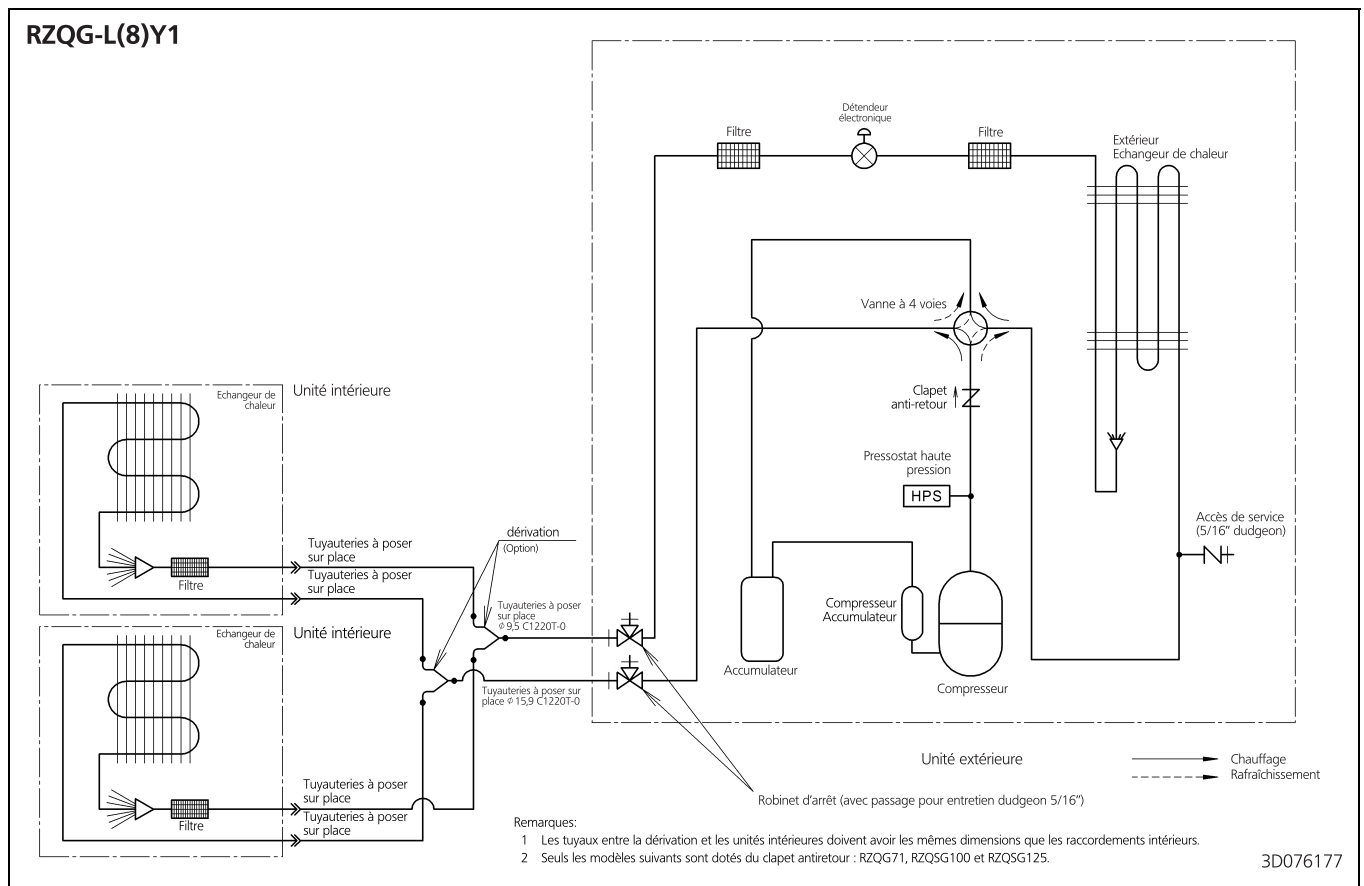 RZQG-L(8)Y1
Détendeur
électronique
Filtre
Filtre
Extérieur
Echangeur de chaleur
Vanne à 4 voies
Clapet
anti-retour
Pressostat haute
pression
HPS
Accès de service
(5/16" dudgeon)
Compresseur
Accumulateur
Accumulateur
Compresseur
Unité intérieure
Echangeur de
chaleur
Filtre
Tuyauteries à poser
sur place
Tuyauteries à poser
sur place
dérivation
(Option)
Tuyauteries à poser
sur place
φ 9,5 C1220T-0
Unité intérieure
Echangeur de
chaleur
Tuyauteries à poser sur
place φ 15,9 C1220T-0
Filtre
Tuyauteries à poser
sur place
Tuyauteries à poser
sur place
Unité extérieure
Chauffage
Rafraîchissement
Robinet d'arrêt (avec passage pour entretien dudgeon 5/16")
Remarques:
1 Les tuyaux entre la dérivation et les unités intérieures doivent avoir les mêmes dimensions que les raccordements intérieurs.
2 Seuls les modèles suivants sont dotés du clapet antiretour : RZQG71, RZQSG100 et RZQSG125.
3D076177